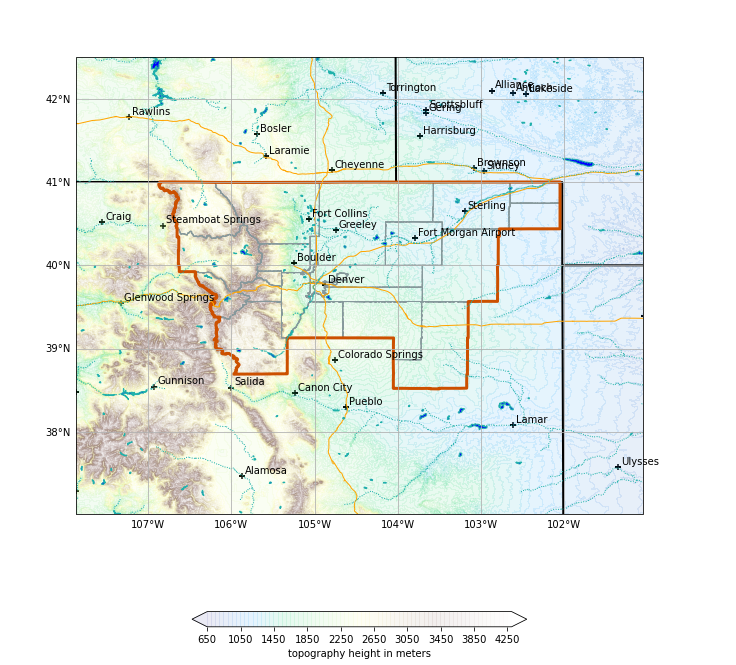 42°N
41°N
40°N
39°N
38°N
Torrington
Alliance
Lakeside
Scottsbluff
Gering
Rawlins
Bosler
Harrisburg
Laramie
Cheyenne
Brownson
Sidney
Craig
Steamboat Springs
Fort Collins
Greeley
Sterling
Fort Morgan Airport
Boulder
Denver
Glenwood Springs
Colorado Springs
Gunnison
Salida
Canon City
Pueblo
Lamar
Alamosa
Ulysses
107°W 106°W 105°W 104°W 103°W 102°W
650 1050 1450 1850 2250 2650 3050 3450 3850 4250
topography height in meters